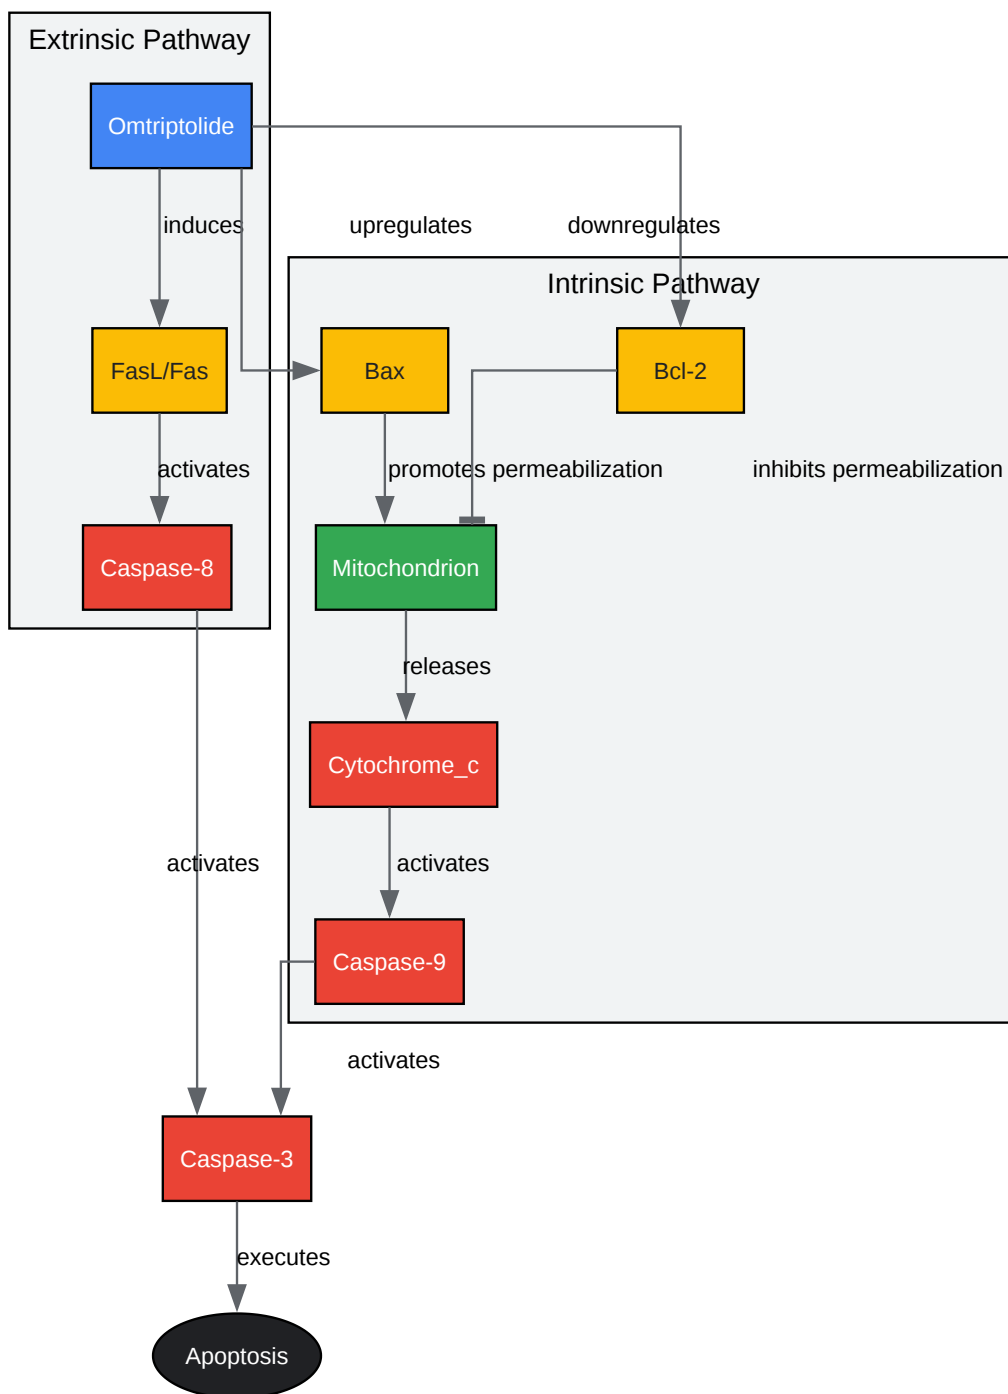 Extrinsic Pathway
Omtriptolide
induces
upregulates
downregulates
Intrinsic Pathway
FasL/Fas
Bax
Bcl-2
activates
promotes permeabilization
inhibits permeabilization
Caspase-8
Mitochondrion
releases
Cytochrome_c
activates
activates
Caspase-9
activates
Caspase-3
executes
Apoptosis